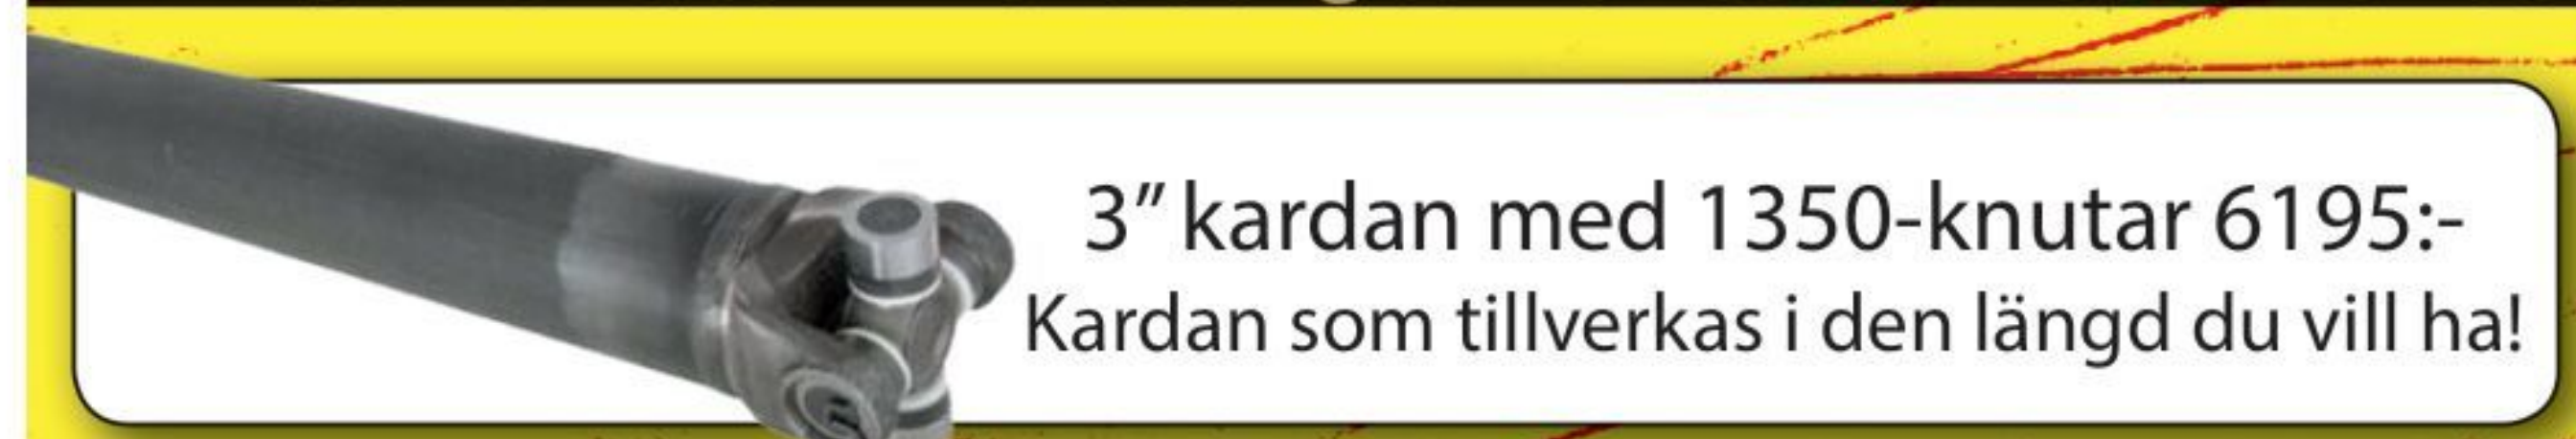 3” kardan med 1350-knutar 6195:-
Kardan som tillverkas i den längd du vill ha!